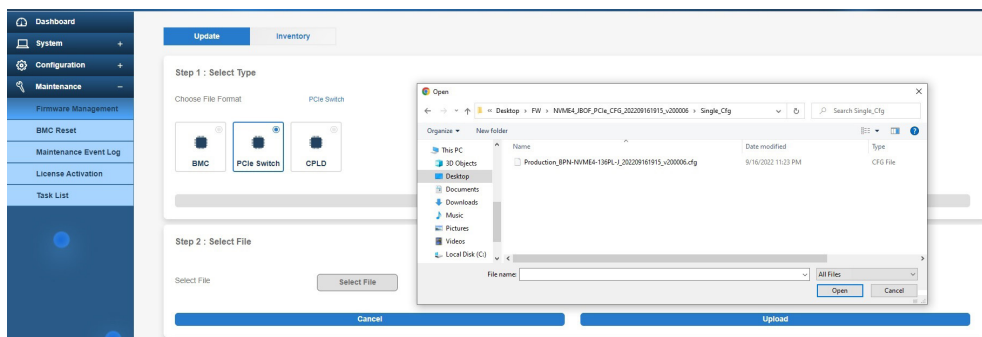 Dashboard
System +
Configuration +
Maintenance −
Firmware Management
BMC Reset
Maintenance Event Log
License Activation
Task List
Update Inventory
Step 1 : Select Type
Choose File Format PCIe Switch
BMC PCIe Switch CPLD
Step 2 : Select File
Select File Select File
Cancel Upload
Open
« Desktop › FW › NVME4_JBOF_PCIe_CFG_202209161915_v200006 › Single_Cfg Search Single_Cfg
Organize New folder
This PC
3D Objects
Desktop
Documents
Downloads
Music
Pictures
Videos
Local Disk (C:)
Name Date modified Type
Production_BPN-NVME4-136PL-J_202209161915_v200006.cfg 9/16/2022 11:23 PM CFG File
File name: All Files
Open Cancel